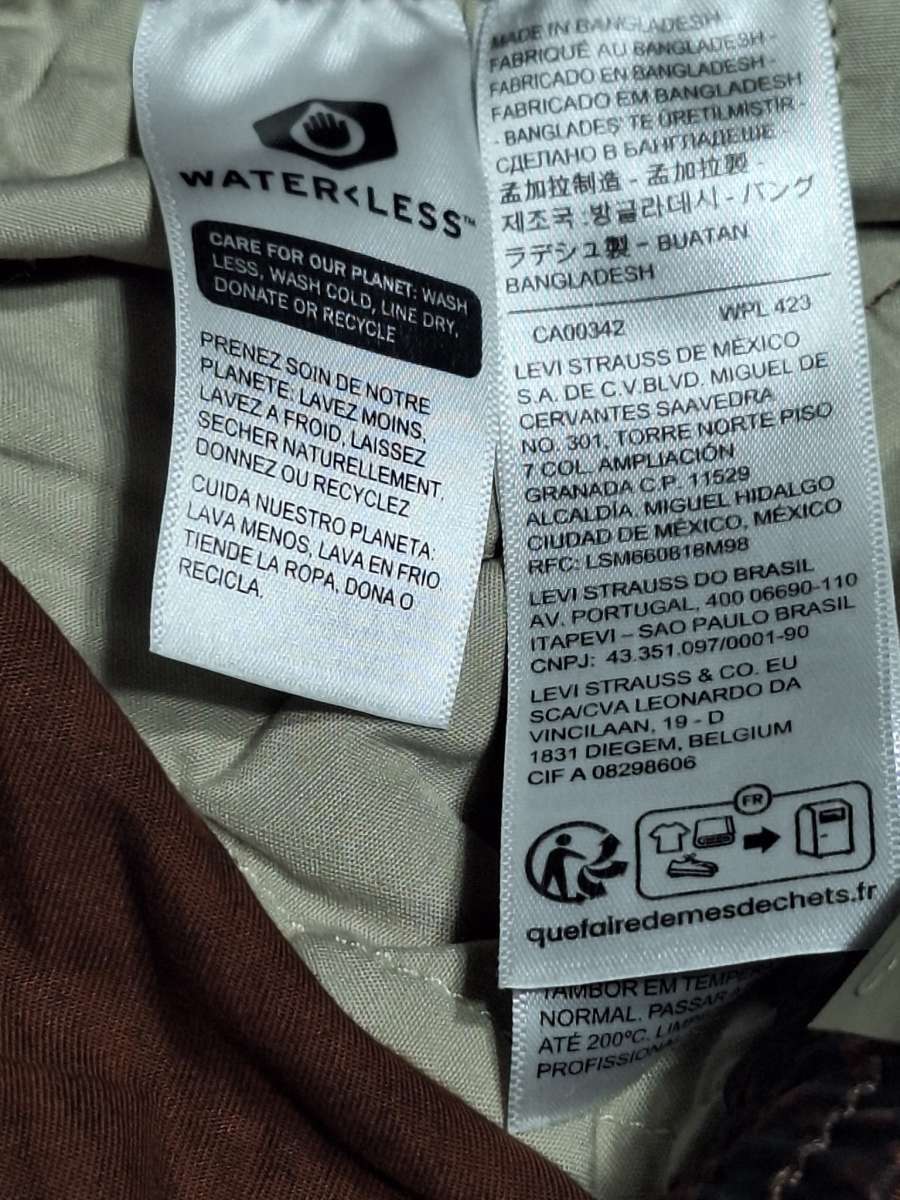 WATER<LESS™
CARE FOR OUR PLANET: WASH
LESS, WASH COLD, LINE DRY,
DONATE OR RECYCLE
PRENEZ SOIN DE NOTRE
PLANETE: LAVEZ MOINS,
LAVEZ A FROID, LAISSEZ
SECHER NATURELLEMENT,
DONNEZ OU RECYCLEZ
CUIDA NUESTRO PLANETA:
LAVA MENOS, LAVA EN FRIO,
TIENDE LA ROPA, DONA O
RECICLA.
MADE IN BANGLADESH -
FABRIQUÉ AU BANGLADESH -
FABRICADO EN BANGLADESH -
FABRICADO EM BANGLADESH
- BANGLADEŞ' TE ÜRETİLMİŞTİR -
СДЕЛАНО В БАНГЛАДЕШЕ -
孟加拉制造 - 孟加拉製 -
제조국 :방글라데시 - バング
ラデシュ製 - BUATAN
BANGLADESH
CA00342 WPL 423
LEVI STRAUSS DE MÉXICO
S.A. DE C.V.BLVD. MIGUEL DE
CERVANTES SAAVEDRA
NO. 301, TORRE NORTE PISO
7 COL. AMPLIACIÓN
GRANADA C.P. 11529
ALCALDÍA. MIGUEL HIDALGO
CIUDAD DE MÉXICO, MÉXICO
RFC: LSM660818M98
LEVI STRAUSS DO BRASIL
AV. PORTUGAL, 400 06690-110
ITAPEVI – SAO PAULO BRASIL
CNPJ: 43.351.097/0001-90
LEVI STRAUSS & CO. EU
SCA/CVA LEONARDO DA
VINCILAAN, 19 - D
1831 DIEGEM, BELGIUM
CIF A 08298606
FR
quefairedemesdechets.fr
TAMBOR EM
NORMAL. PASSAR
ATÉ 200ºC.